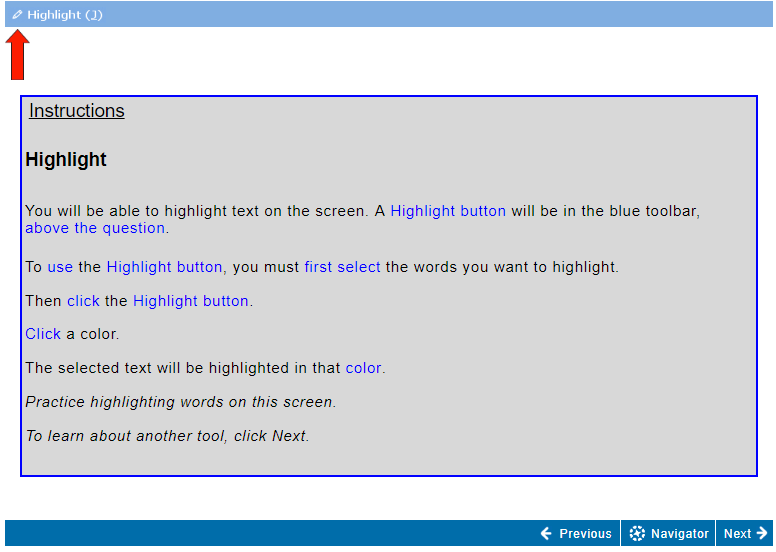 Highlight (J)
Instructions
Highlight
You will be able to highlight text on the screen. A Highlight button will be in the blue toolbar,
above the question.
To use the Highlight button, you must first select the words you want to highlight.
Then click the Highlight button.
Click a color.
The selected text will be highlighted in that color.
Practice highlighting words on this screen.
To learn about another tool, click Next.
Previous Navigator Next